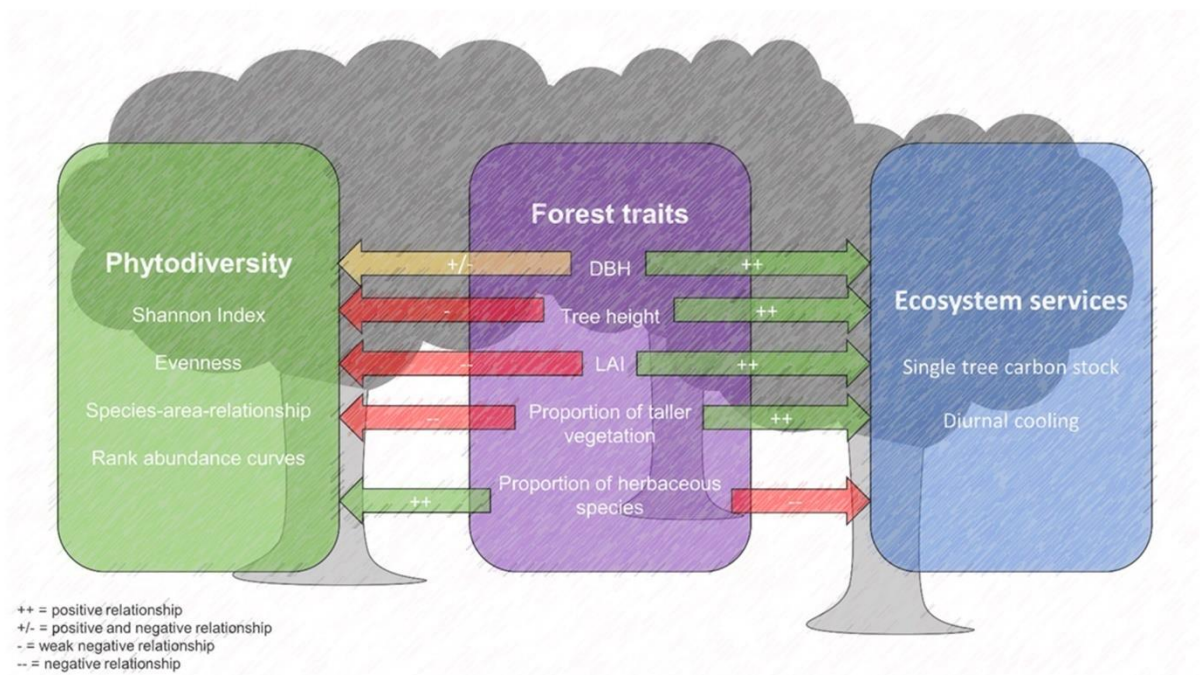 Phytodiversity
Shannon Index
Evenness
Species-area-relationship
Rank abundance curves
Forest traits
+/-
DBH
++
-
Tree height
++
--
LAI
++
--
Proportion of taller
vegetation
++
++
Proportion of herbaceous
species
--
Ecosystem services
Single tree carbon stock
Diurnal cooling
++ = positive relationship
+/- = positive and negative relationship
- = weak negative relationship
-- = negative relationship